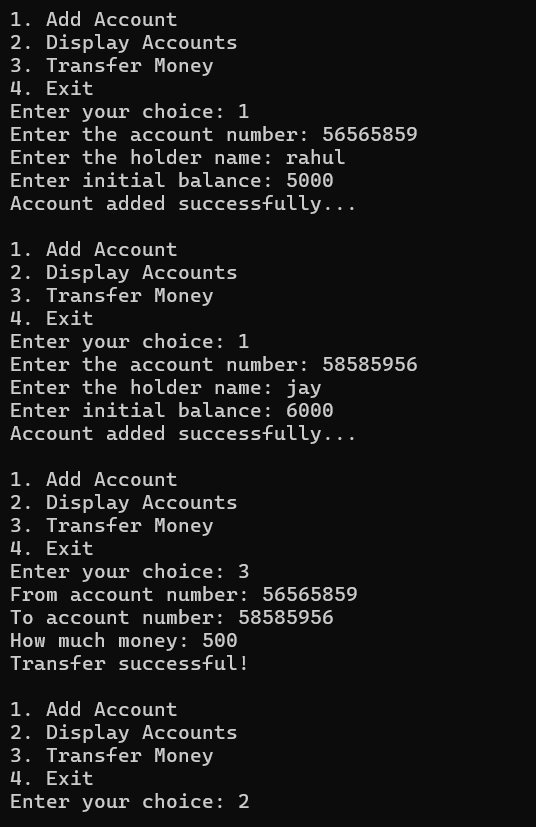 1. Add Account
2. Display Accounts
3. Transfer Money
4. Exit
Enter your choice: 1
Enter the account number: 56565859
Enter the holder name: rahul
Enter initial balance: 5000
Account added successfully...
1. Add Account
2. Display Accounts
3. Transfer Money
4. Exit
Enter your choice: 1
Enter the account number: 58585956
Enter the holder name: jay
Enter initial balance: 6000
Account added successfully...
1. Add Account
2. Display Accounts
3. Transfer Money
4. Exit
Enter your choice: 3
From account number: 56565859
To account number: 58585956
How much money: 500
Transfer successful!
1. Add Account
2. Display Accounts
3. Transfer Money
4. Exit
Enter your choice: 2